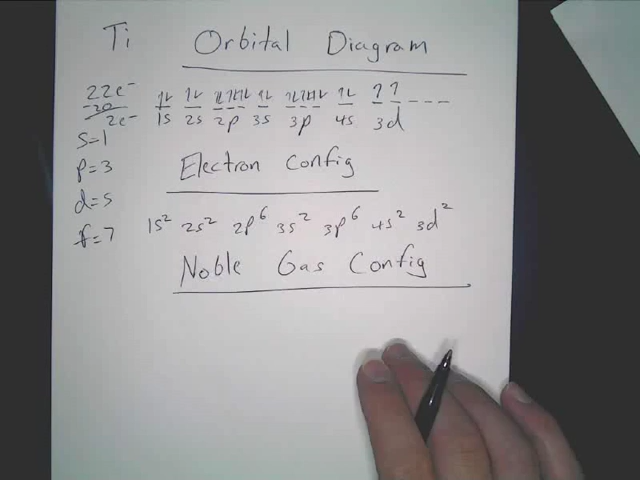 Ti Orbital Diagram
22e⁻
-20
2e⁻
1s 2s 2p 3s 3p 4s 3d
s=1
p=3
d=5
f=7
Electron Config
1s² 2s² 2p⁶ 3s² 3p⁶ 4s² 3d²
Noble Gas Config